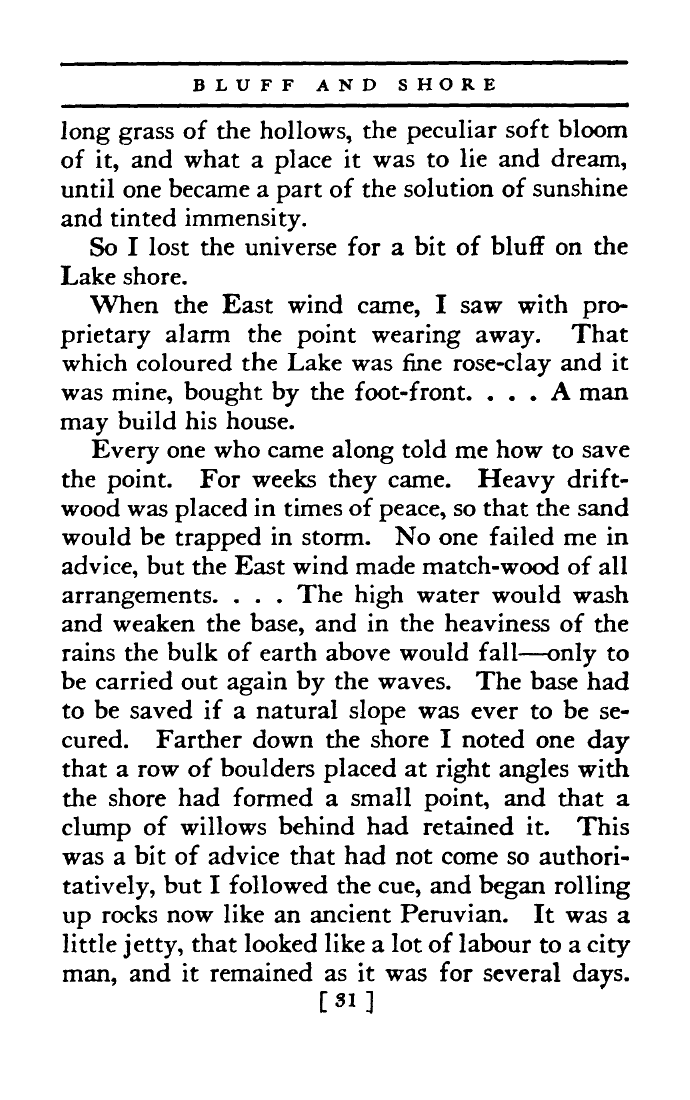 BLUFF AND SHORE
long grass of the hollows, the peculiar soft bloom
of it, and what a place it was to lie and dream,
until one became a part of the solution of sunshine
and tinted immensity.
So I lost the universe for a bit of bluff on the
Lake shore.
When the East wind came, I saw with pro-
prietary alarm the point wearing away. That
which coloured the Lake was fine rose-clay and it
was mine, bought by the foot-front. . . . A man
may build his house.
Every one who came along told me how to save
the point. For weeks they came. Heavy drift-
wood was placed in times of peace, so that the sand
would be trapped in storm. No one failed me in
advice, but the East wind made match-wood of all
arrangements. . . . The high water would wash
and weaken the base, and in the heaviness of the
rains the bulk of earth above would fall—only to
be carried out again by the waves. The base had
to be saved if a natural slope was ever to be se-
cured. Farther down the shore I noted one day
that a row of boulders placed at right angles with
the shore had formed a small point, and that a
clump of willows behind had retained it. This
was a bit of advice that had not come so authori-
tatively, but I followed the cue, and began rolling
up rocks now like an ancient Peruvian. It was a
little jetty, that looked like a lot of labour to a city
man, and it remained as it was for several days.
[ 31 ]